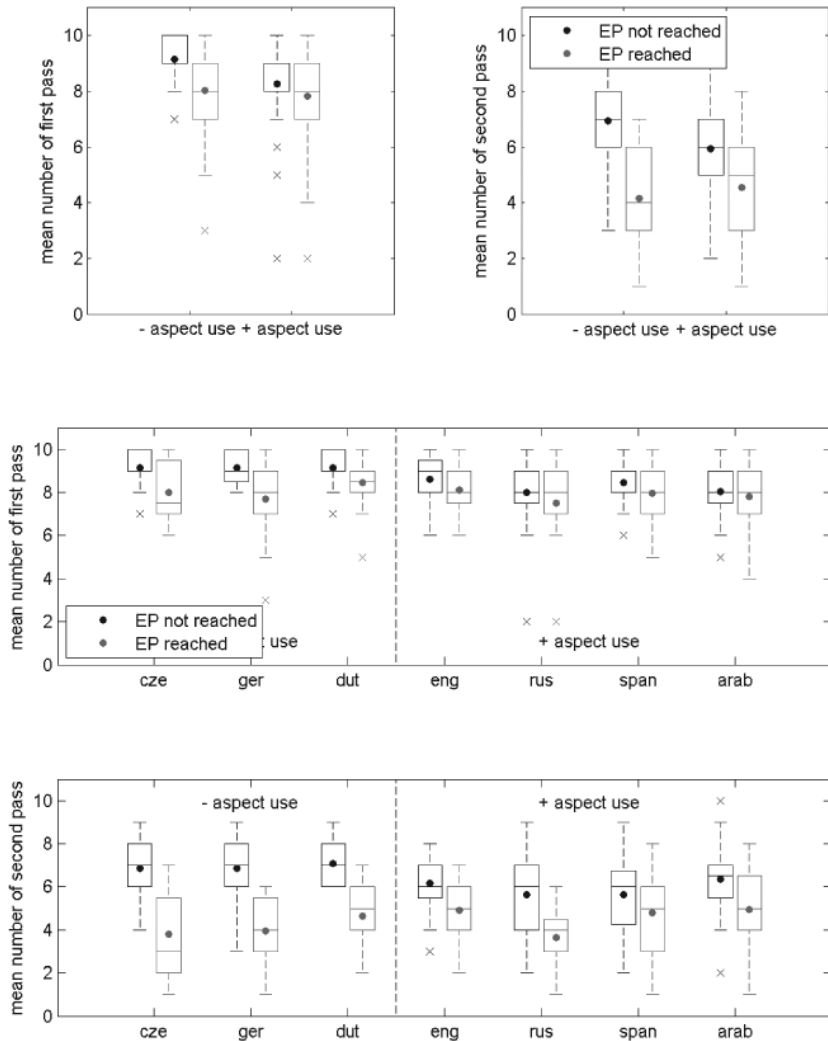 10
8
6
4
2
0
mean number of first pass
- aspect use + aspect use
10
8
6
4
2
0
mean number of second pass
EP not reached
EP reached
- aspect use + aspect use
10
8
6
4
2
0
mean number of first pass
EP not reached
EP reached
t use
+ aspect use
cze ger dut eng rus span arab
10
8
6
4
2
0
mean number of second pass
- aspect use
+ aspect use
cze ger dut eng rus span arab